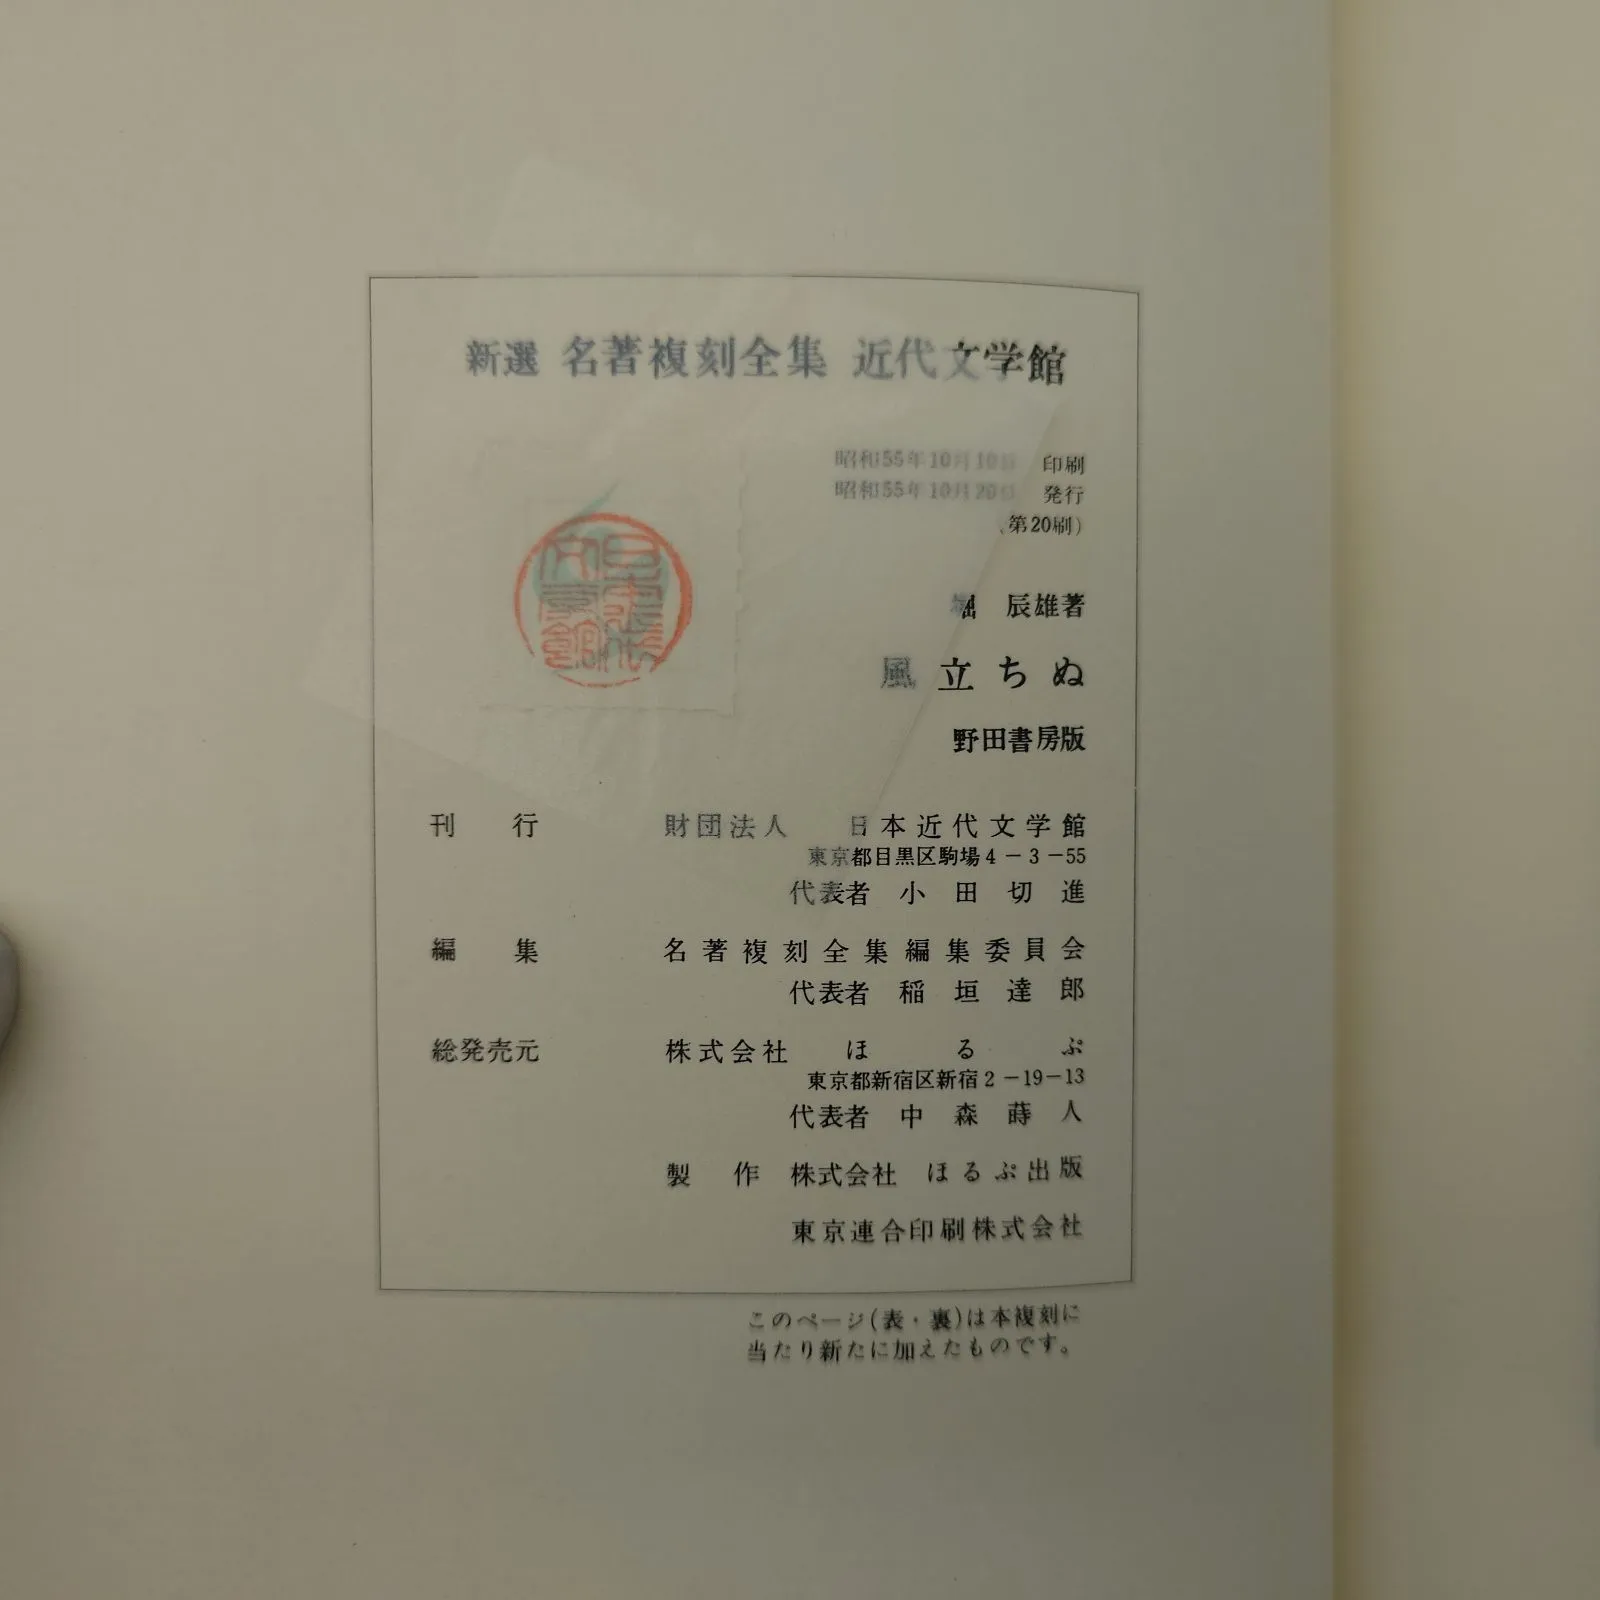 新選 名著複刻全集 近代文学館
昭和55年10月10日 印刷
昭和55年10月20日 発行
(第20刷)
堀 辰雄著
風立ちぬ
野田書房版
日本近代文学館
刊行 財団法人 日本近代文学館
東京都目黒区駒場4-3-55
代表者 小田切進
編集 名著複刻全集編集委員会
代表者 稲垣達郎
総発売元 株式会社 ほるぷ
東京都新宿区新宿2-19-13
代表者 中森蒔人
製作 株式会社 ほるぷ出版
東京連合印刷株式会社
このページ(表・裏)は本複刻に
当たり新たに加えたものです。